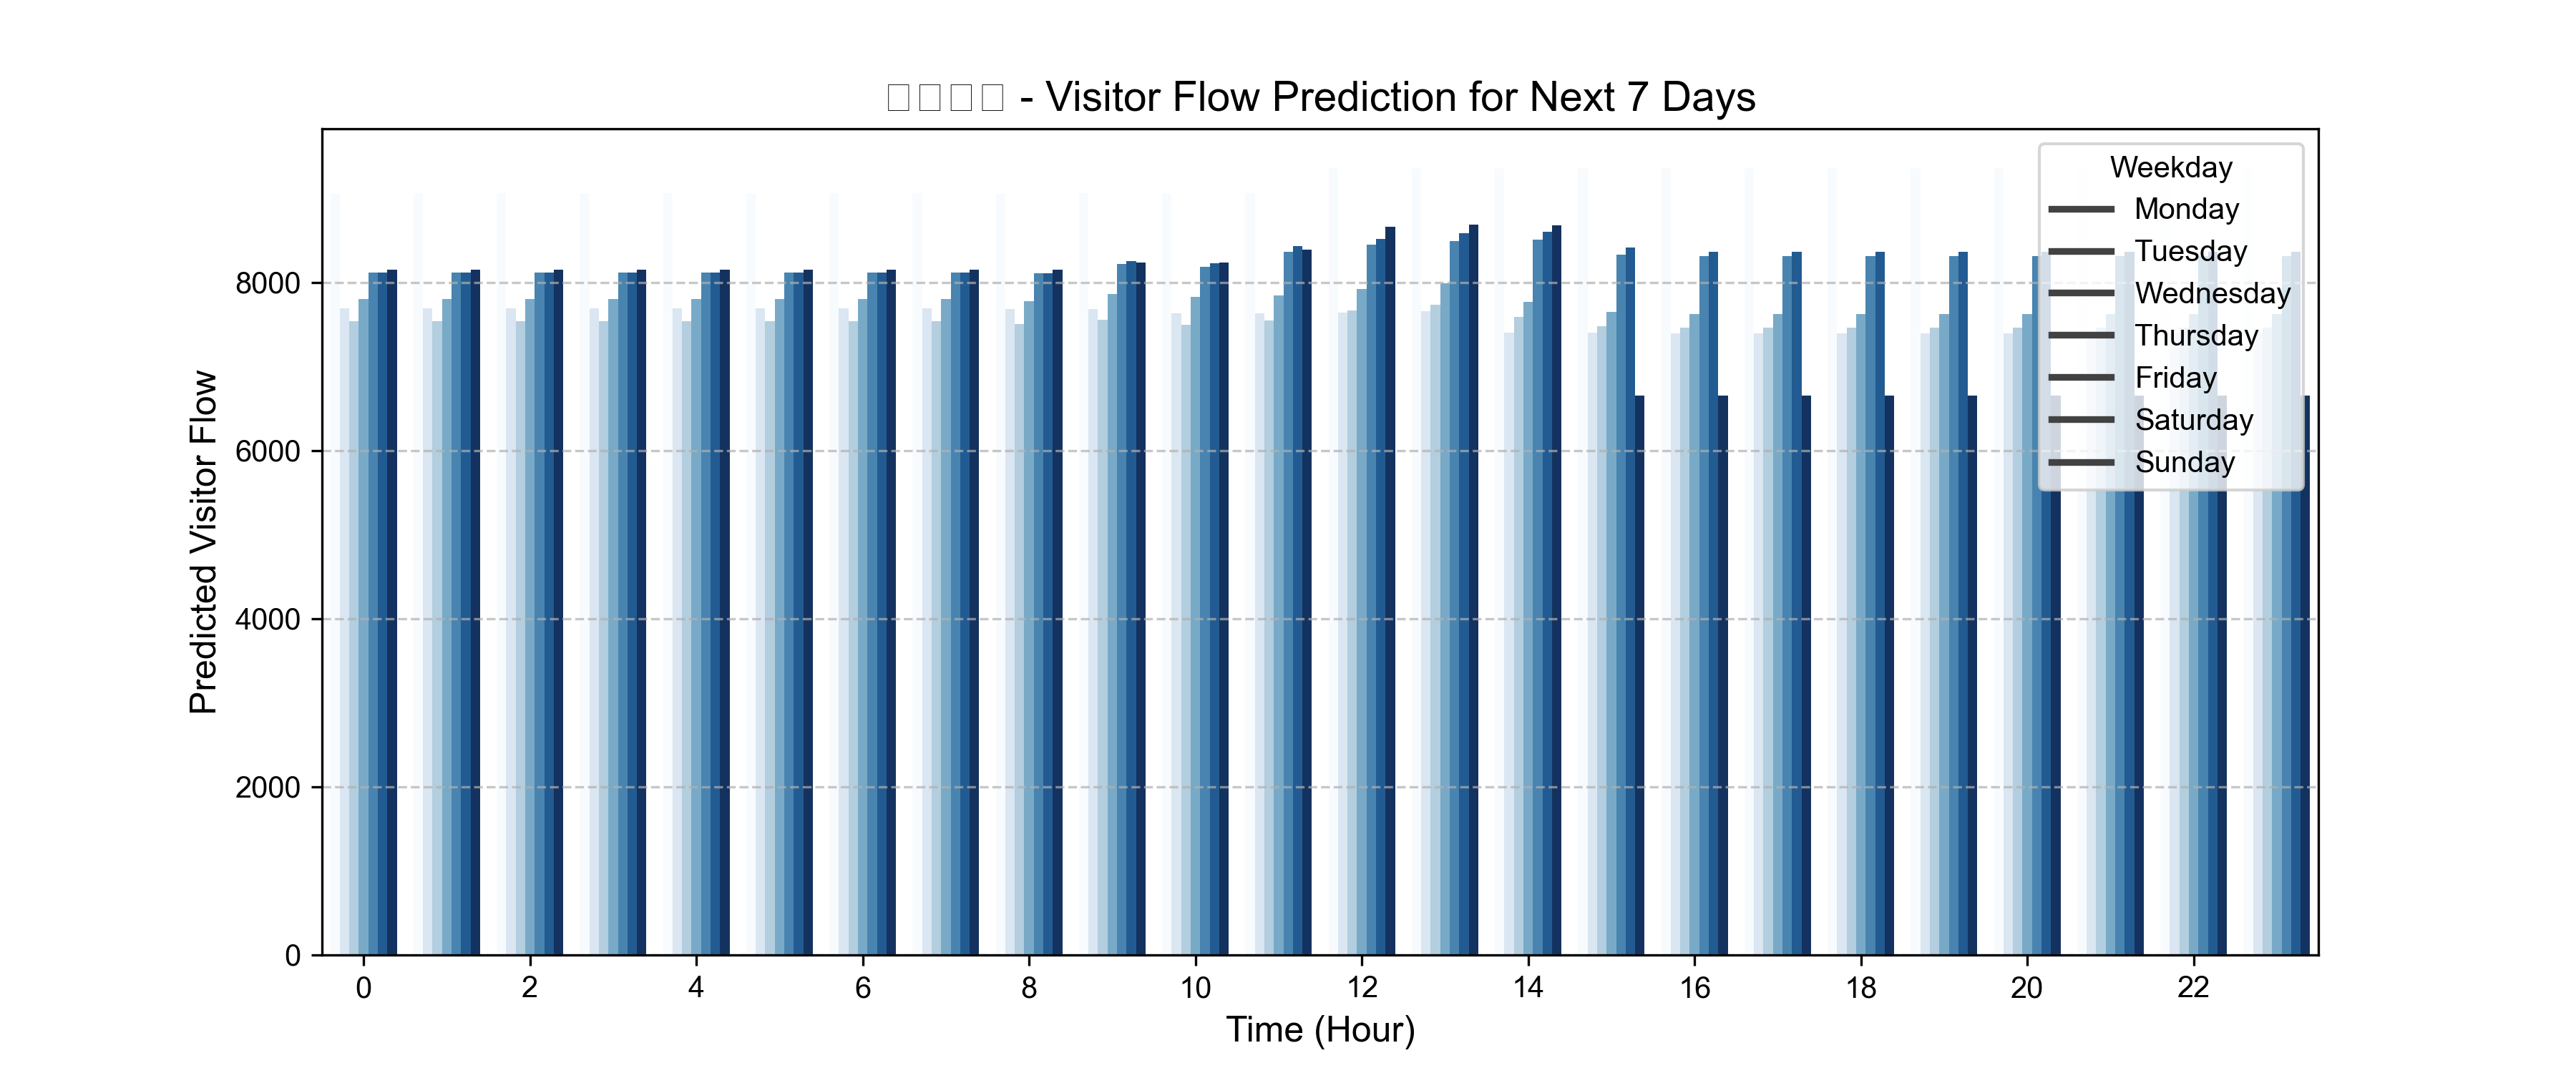 □□□□ - Visitor Flow Prediction for Next 7 Days
Weekday
Monday
Tuesday
Wednesday
Thursday
Friday
Saturday
Sunday
Predicted Visitor Flow
8000
6000
4000
2000
0
0 2 4 6 8 10 12 14 16 18 20 22
Time (Hour)